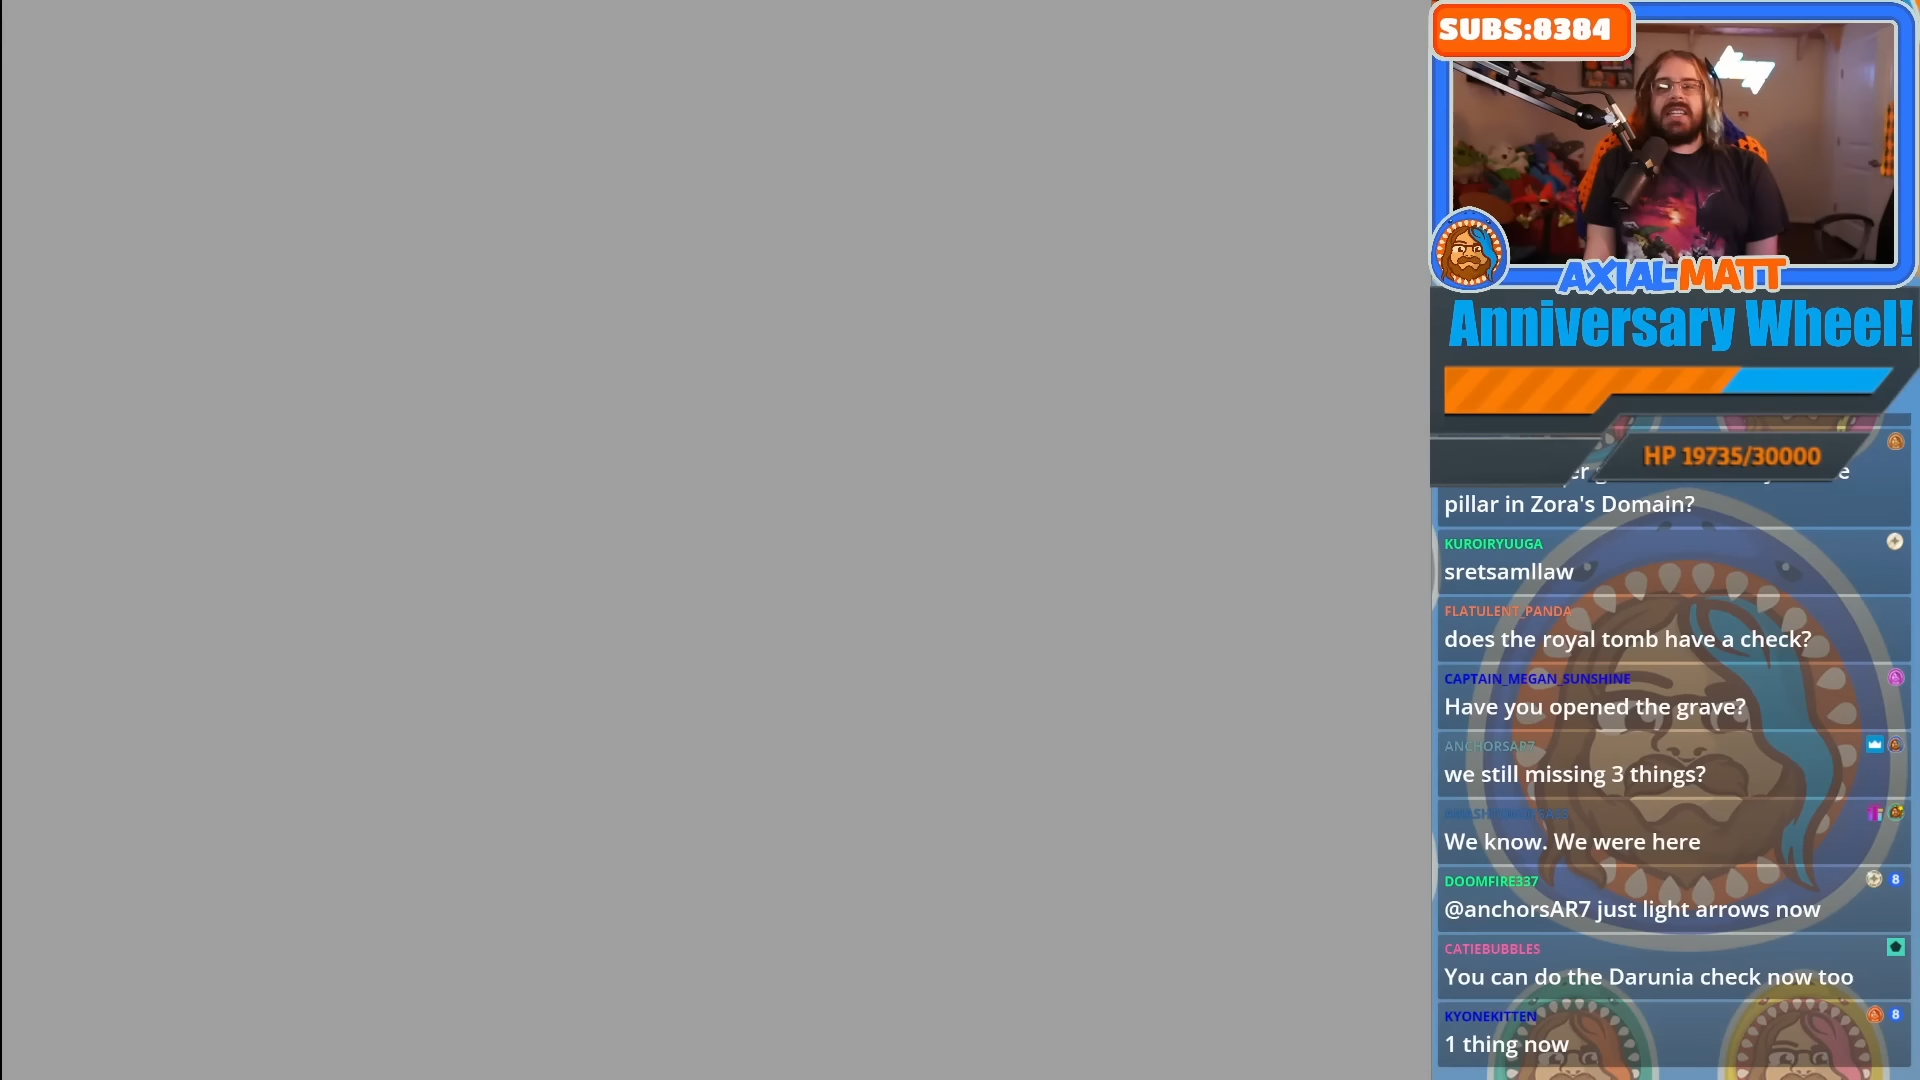 SUBS:8384
AXIAL-MATT
Anniversary Wheel!
HP 19735/30000
pillar in Zora's Domain?
KUROIRYUUGA
sretsamllaw
FLATULENT_PANDA
does the royal tomb have a check?
CAPTAIN_MEGAN_SUNSHINE
Have you opened the grave?
ANCHORSAR7
we still missing 3 things?
We know. We were here
DOOMFIRE337
8
@anchorsAR7 just light arrows now
CATIEBUBBLES
You can do the Darunia check now too
KYONEKITTEN
8
1 thing now